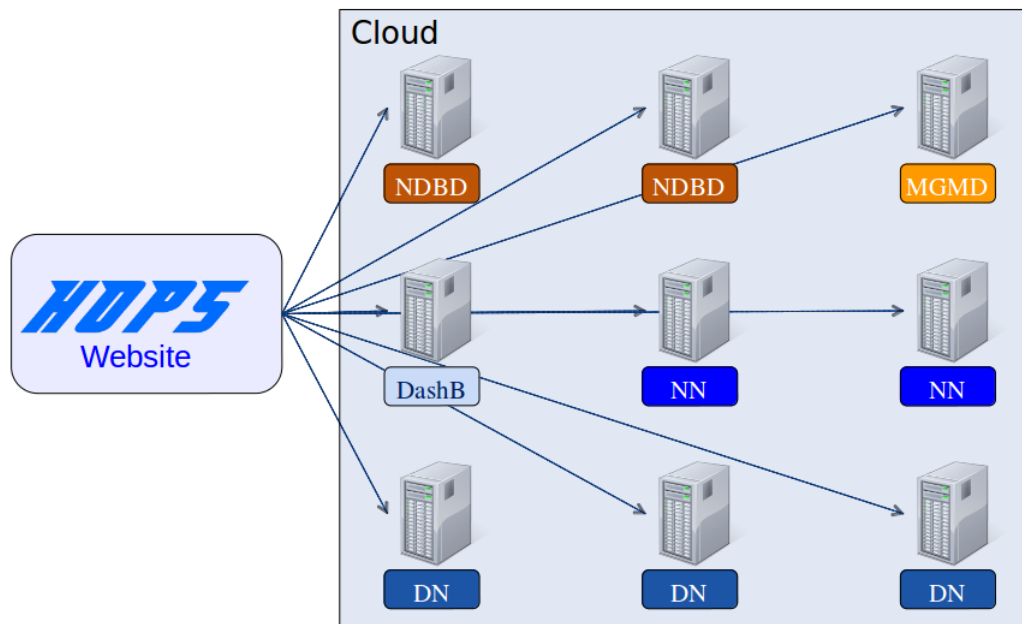 Cloud
NDBD
NDBD
MGMD
HOPS
Website
DashB
NN
NN
DN
DN
DN